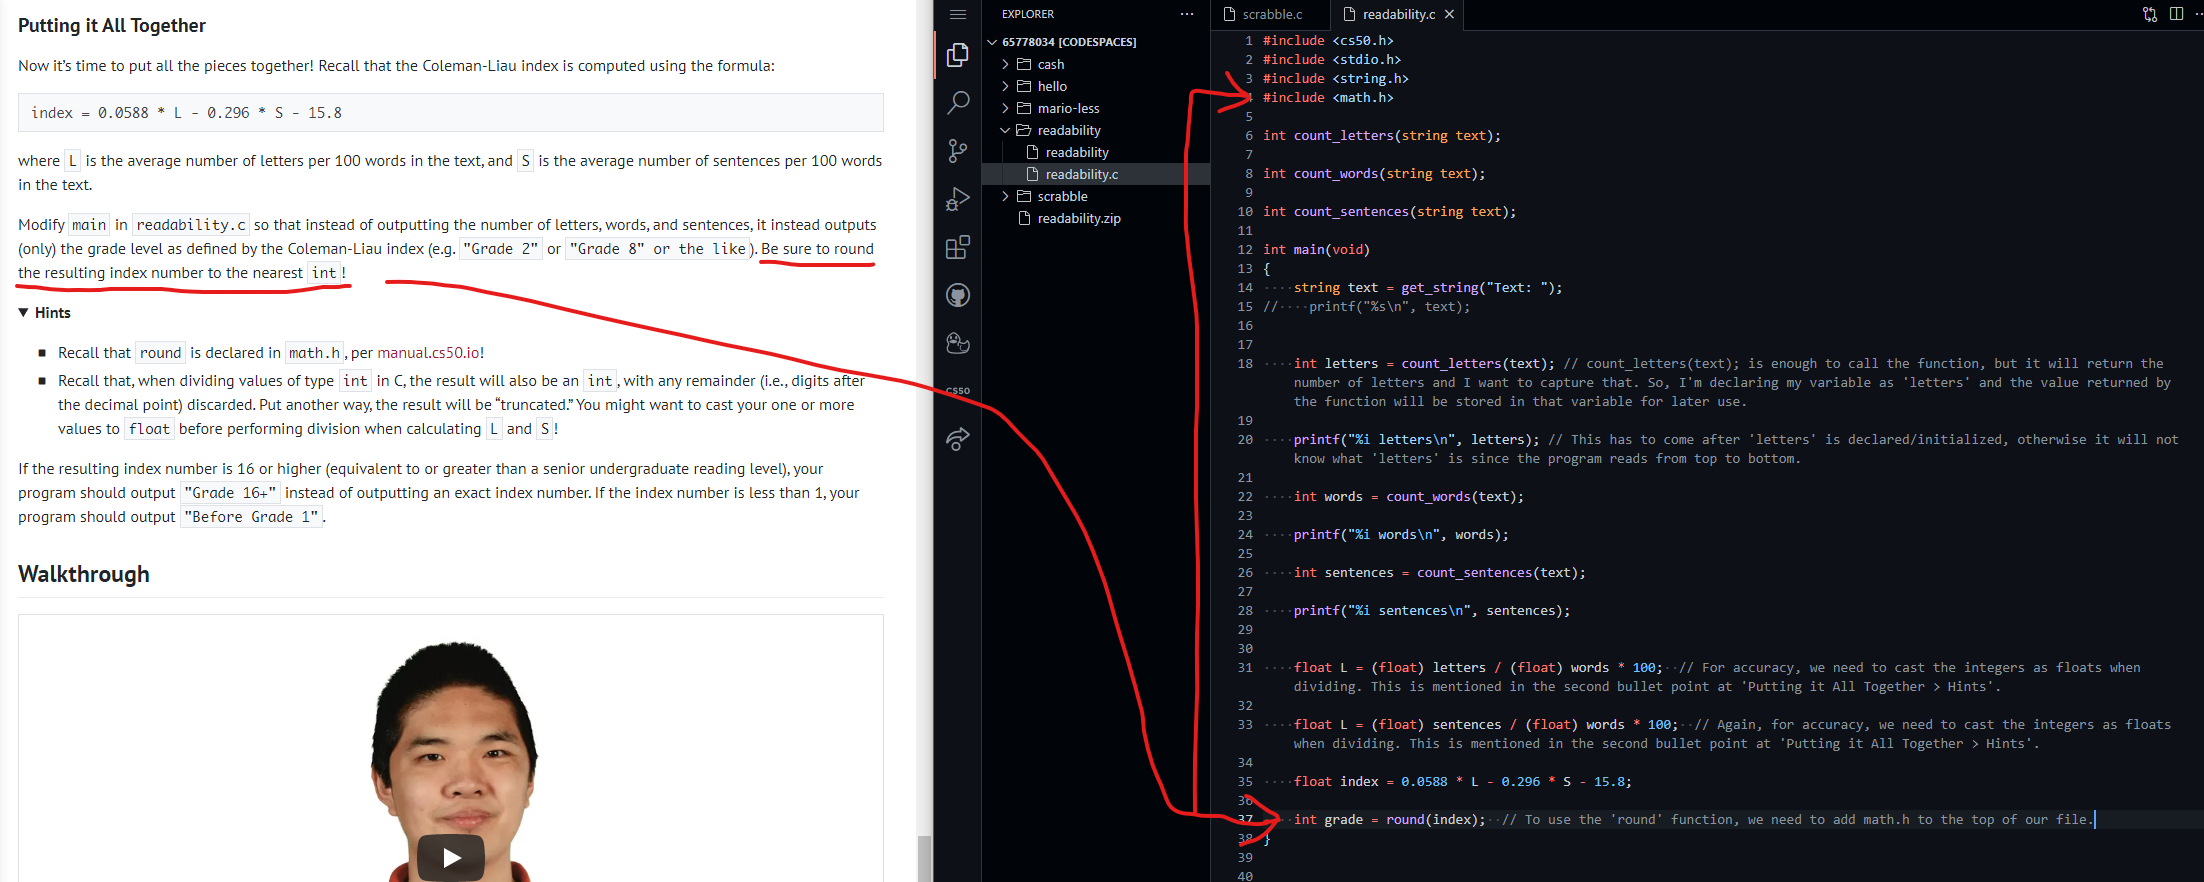 Putting it All Together
Now it's time to put all the pieces together! Recall that the Coleman-Liau index is computed using the formula:
index = 0.0588 * L - 0.296 * S - 15.8
where L is the average number of letters per 100 words in the text, and S is the average number of sentences per 100 words
in the text.
Modify main in readability.c so that instead of outputting the number of letters, words, and sentences, it instead outputs
(only) the grade level as defined by the Coleman-Liau index (e.g. "Grade 2" or "Grade 8" or the like). Be sure to round
the resulting index number to the nearest int!
▼ Hints
■ Recall that round is declared in math.h, per manual.cs50.io!
■ Recall that, when dividing values of type int in C, the result will also be an int, with any remainder (i.e., digits after
the decimal point) discarded. Put another way, the result will be “truncated.” You might want to cast your one or more
values to float before performing division when calculating L and S!
If the resulting index number is 16 or higher (equivalent to or greater than a senior undergraduate reading level), your
program should output "Grade 16+" instead of outputting an exact index number. If the index number is less than 1, your
program should output "Before Grade 1".
Walkthrough
CS50
EXPLORER ...
65778034 [CODESPACES]
cash
hello
mario-less
readability
readability
readability.c
scrabble
readability.zip
scrabble.c readability.c
1 #include <cs50.h>
2 #include <stdio.h>
3 #include <string.h>
4 #include <math.h>
5
6 int count_letters(string text);
7
8 int count_words(string text);
9
10 int count_sentences(string text);
11
12 int main(void)
13 {
14 ····string text = get_string("Text: ");
15 //····printf("%s\n", text);
16
17
18 ····int letters = count_letters(text); // count_letters(text); is enough to call the function, but it will return the
number of letters and I want to capture that. So, I'm declaring my variable as 'letters' and the value returned by
the function will be stored in that variable for later use.
19
20 ····printf("%i letters\n", letters); // This has to come after 'letters' is declared/initialized, otherwise it will not
know what 'letters' is since the program reads from top to bottom.
21
22 ····int words = count_words(text);
23
24 ····printf("%i words\n", words);
25
26 ····int sentences = count_sentences(text);
27
28 ····printf("%i sentences\n", sentences);
29
30
31 ····float L = (float) letters / (float) words * 100;··// For accuracy, we need to cast the integers as floats when
dividing. This is mentioned in the second bullet point at 'Putting it All Together > Hints'.
32
33 ····float L = (float) sentences / (float) words * 100;··// Again, for accuracy, we need to cast the integers as floats
when dividing. This is mentioned in the second bullet point at 'Putting it All Together > Hints'.
34
35 ····float index = 0.0588 * L - 0.296 * S - 15.8;
36
37 ····int grade = round(index);··// To use the 'round' function, we need to add math.h to the top of our file.
38 }
39
40